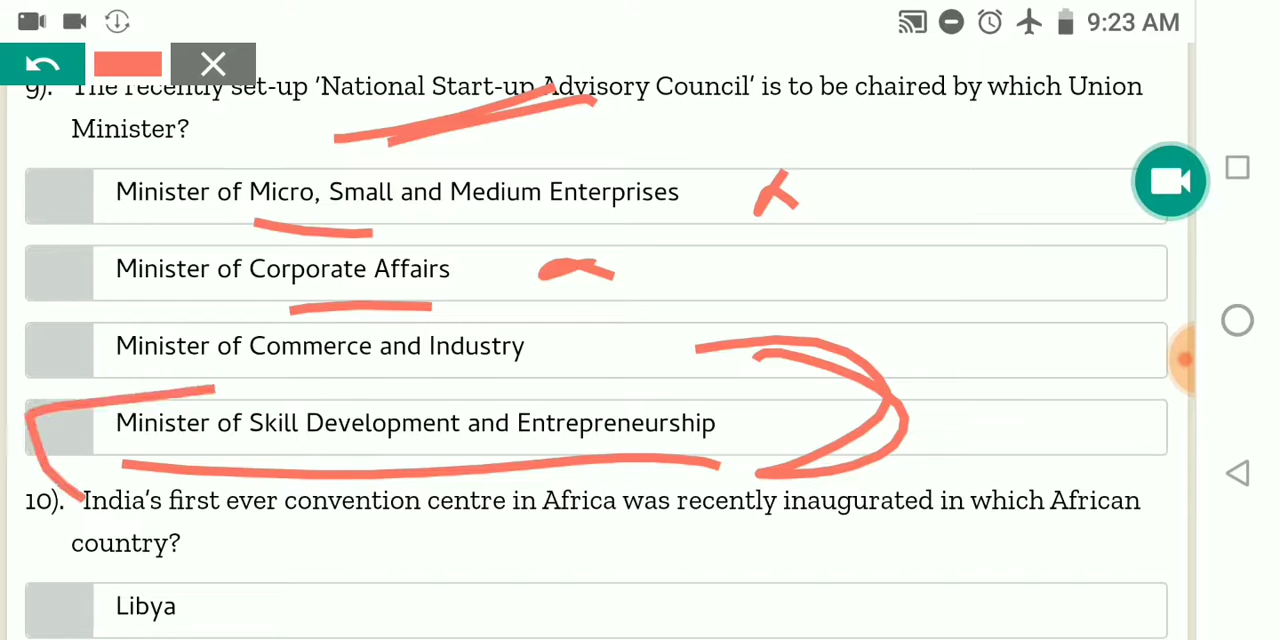 9:23 AM
9). The recently set-up ‘National Start-up Advisory Council’ is to be chaired by which Union
Minister?
Minister of Micro, Small and Medium Enterprises
Minister of Corporate Affairs
Minister of Commerce and Industry
Minister of Skill Development and Entrepreneurship
10). India’s first ever convention centre in Africa was recently inaugurated in which African
country?
Libya